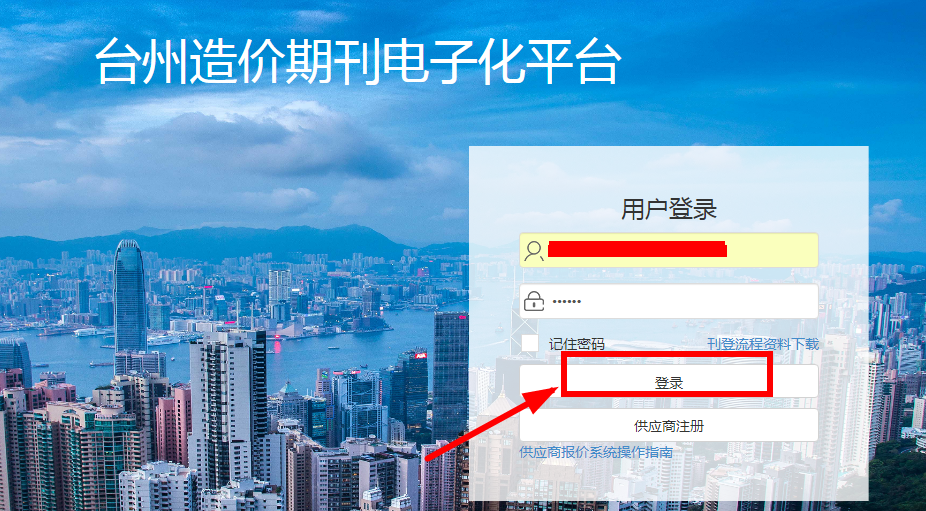 台州造价期刊电子化平台
用户登录
••••••
记住密码 刊登流程资料下载
登录
供应商注册
供应商报价系统操作指南